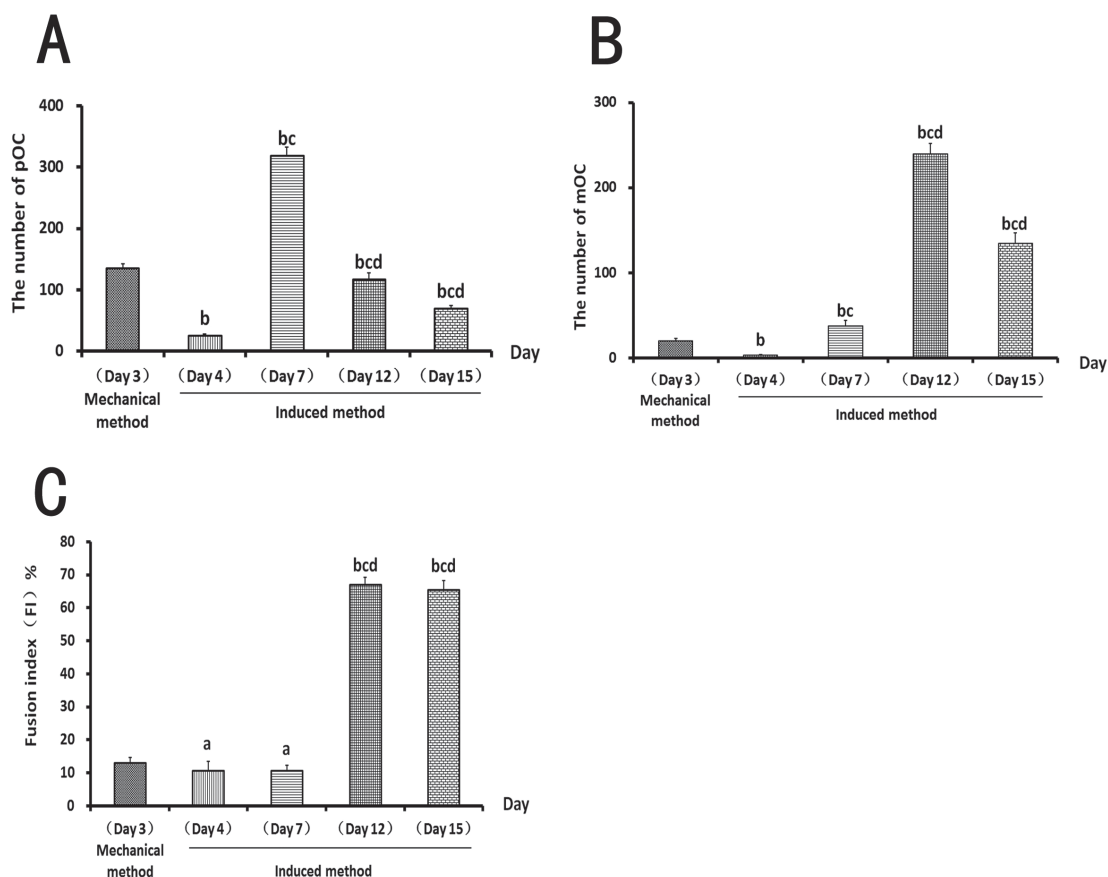 A
The number of pOC
400
300
200
100
0
b
bc
bcd
bcd
Day
（Day 3）
（Day 4）
（Day 7）
（Day 12）
（Day 15）
Mechanical
method
Induced method
B
The number of mOC
300
200
100
0
b
bc
bcd
bcd
Day
（Day 3）
（Day 4）
（Day 7）
（Day 12）
（Day 15）
Mechanical
method
Induced method
C
Fusion index （FI）%
80
70
60
50
40
30
20
10
0
a
a
bcd
bcd
Day
（Day 3）
（Day 4）
（Day 7）
（Day 12）
（Day 15）
Mechanical
method
Induced method